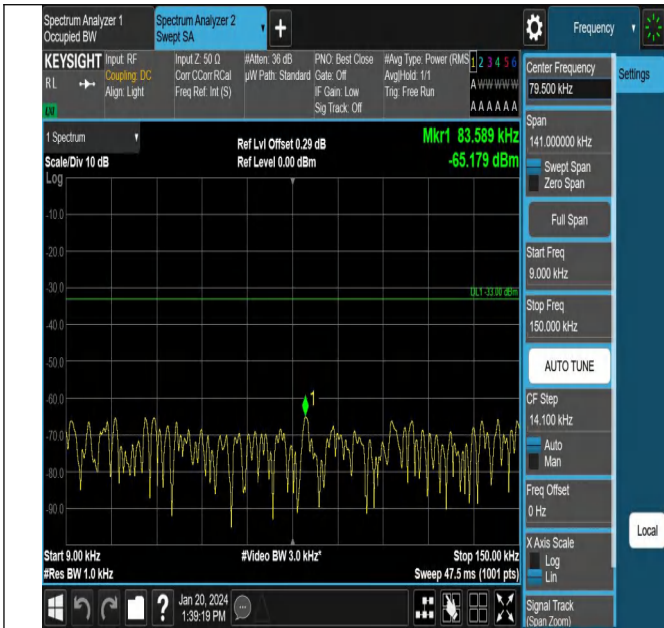 Spectrum Analyzer 1
Occupied BW
Spectrum Analyzer 2
Swept SA
Frequency
KEYSIGHT
RL
LXI
Input: RF
Coupling: DC
Align: Light
Input Z: 50 Ω
Corr CCorr RCal
Freq Ref: Int (S)
#Atten: 36 dB
µW Path: Standard
PNO: Best Close
Gate: Off
IF Gain: Low
Sig Track: Off
#Avg Type: Power (RMS
Avg|Hold: 1/1
Trig: Free Run
1 2 3 4 5 6
A W W W W W
A A A A A A
1 Spectrum
Scale/Div 10 dB
Log
Ref Lvl Offset 0.29 dB
Ref Level 0.00 dBm
Mkr1 83.589 kHz
-65.179 dBm
-10.0
-20.0
-30.0
DL1 -33.00 dBm
-40.0
-50.0
-60.0
1
-70.0
-80.0
-90.0
Start 9.00 kHz
#Video BW 3.0 kHz*
Stop 150.00 kHz
#Res BW 1.0 kHz
Sweep 47.5 ms (1001 pts)
Jan 20, 2024
1:39:19 PM
Center Frequency
79.500 kHz
Settings
Span
141.000000 kHz
Swept Span
Zero Span
Full Span
Start Freq
9.000 kHz
Stop Freq
150.000 kHz
AUTO TUNE
CF Step
14.100 kHz
Auto
Man
Freq Offset
0 Hz
Local
X Axis Scale
Log
Lin
Signal Track
(Span Zoom)